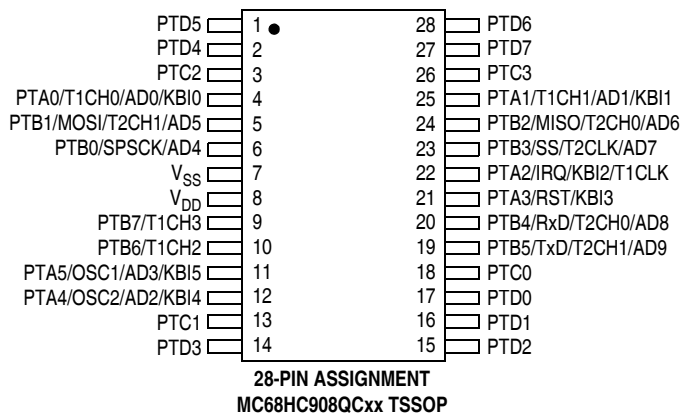 PTD5 1 28 PTD6
PTD4 2 27 PTD7
PTC2 3 26 PTC3
PTA0/T1CH0/AD0/KBI0 4 25 PTA1/T1CH1/AD1/KBI1
PTB1/MOSI/T2CH1/AD5 5 24 PTB2/MISO/T2CH0/AD6
PTB0/SPSCK/AD4 6 23 PTB3/SS/T2CLK/AD7
VSS 7 22 PTA2/IRQ/KBI2/T1CLK
VDD 8 21 PTA3/RST/KBI3
PTB7/T1CH3 9 20 PTB4/RxD/T2CH0/AD8
PTB6/T1CH2 10 19 PTB5/TxD/T2CH1/AD9
PTA5/OSC1/AD3/KBI5 11 18 PTC0
PTA4/OSC2/AD2/KBI4 12 17 PTD0
PTC1 13 16 PTD1
PTD3 14 15 PTD2
28-PIN ASSIGNMENT
MC68HC908QCxx TSSOP